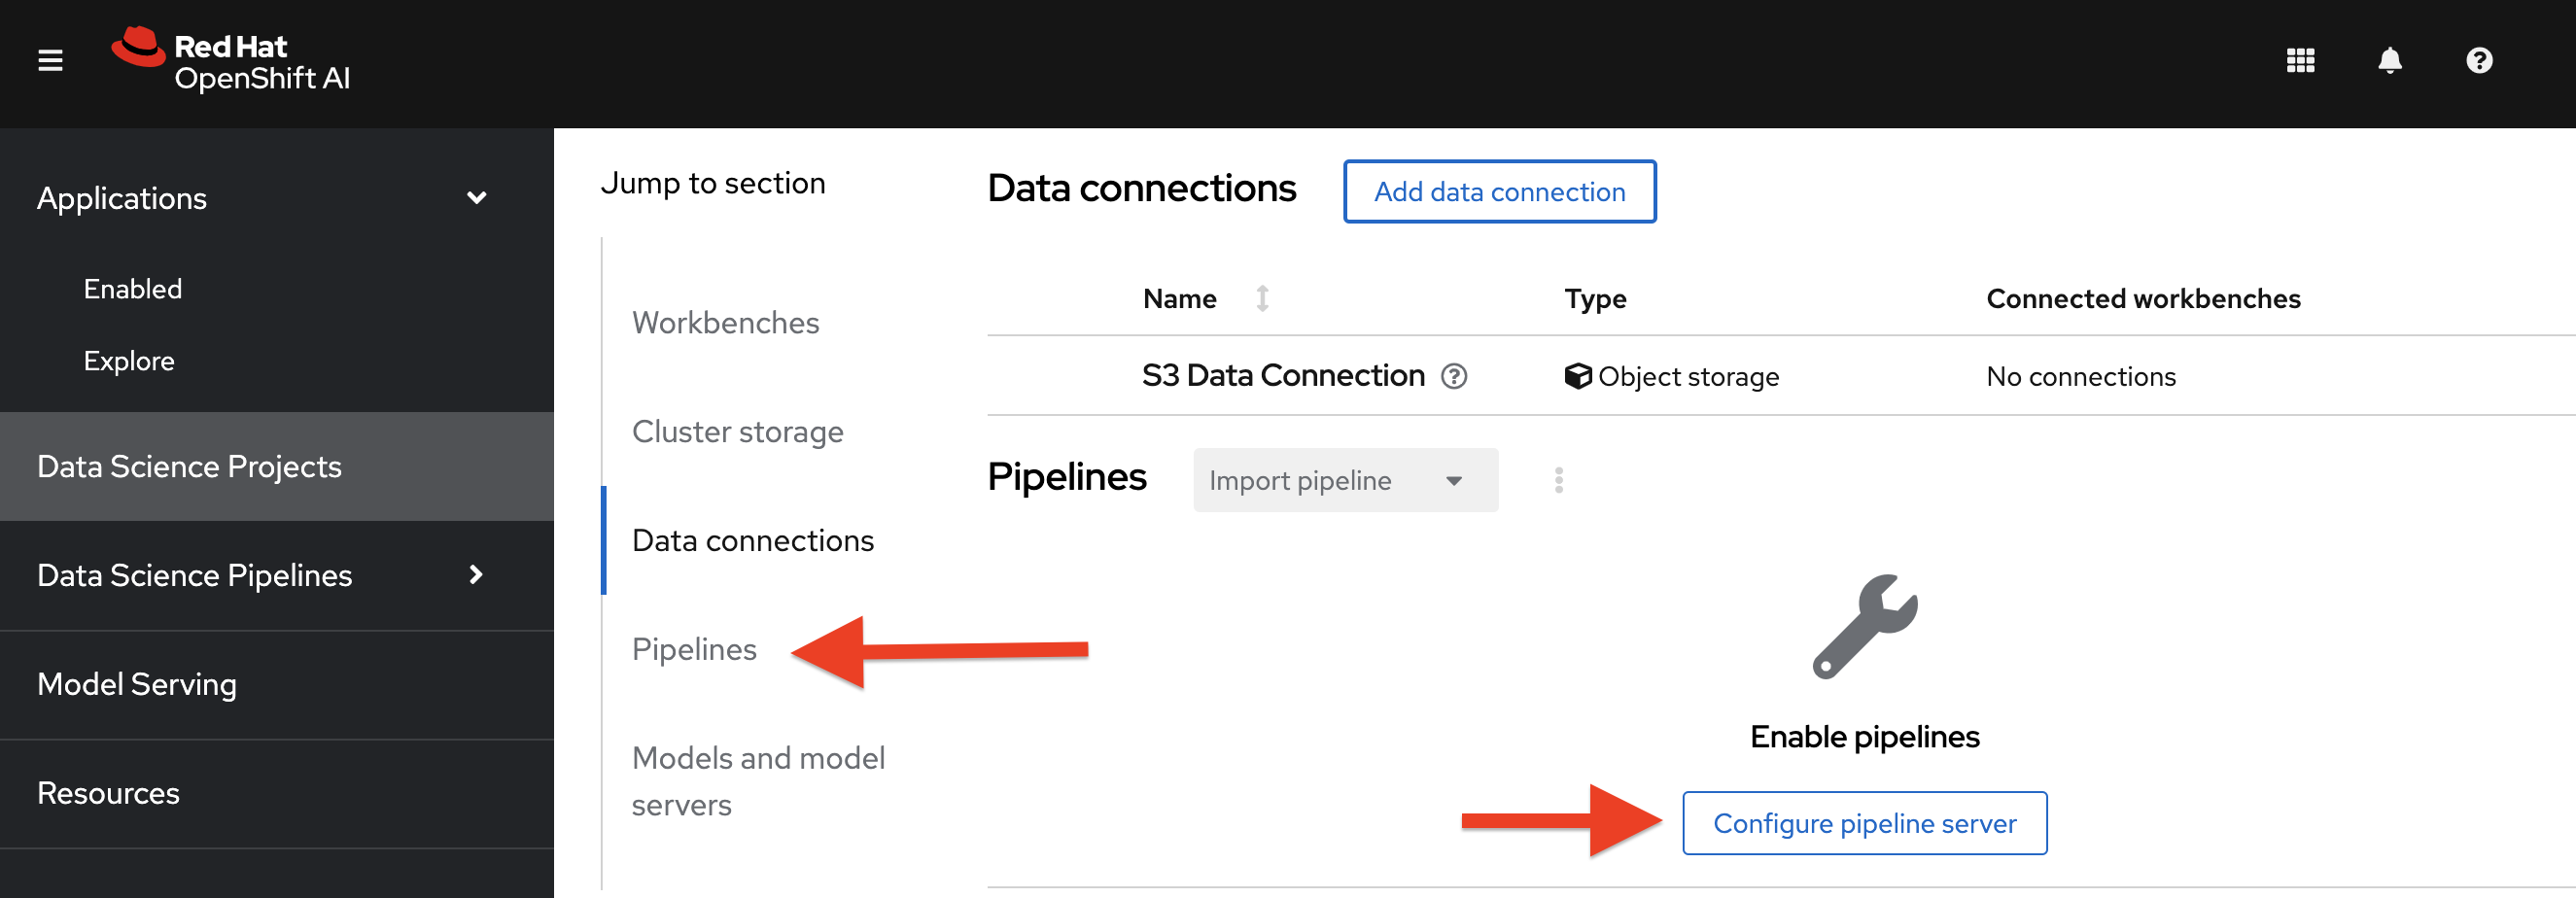 Red Hat
OpenShift AI
Applications
Enabled
Explore
Data Science Projects
Data Science Pipelines
Model Serving
Resources
Jump to section
Workbenches
Cluster storage
Data connections
Pipelines
Models and model
servers
Data connections
Add data connection
Name Type Connected workbenches
S3 Data Connection Object storage No connections
Pipelines Import pipeline
Enable pipelines
Configure pipeline server